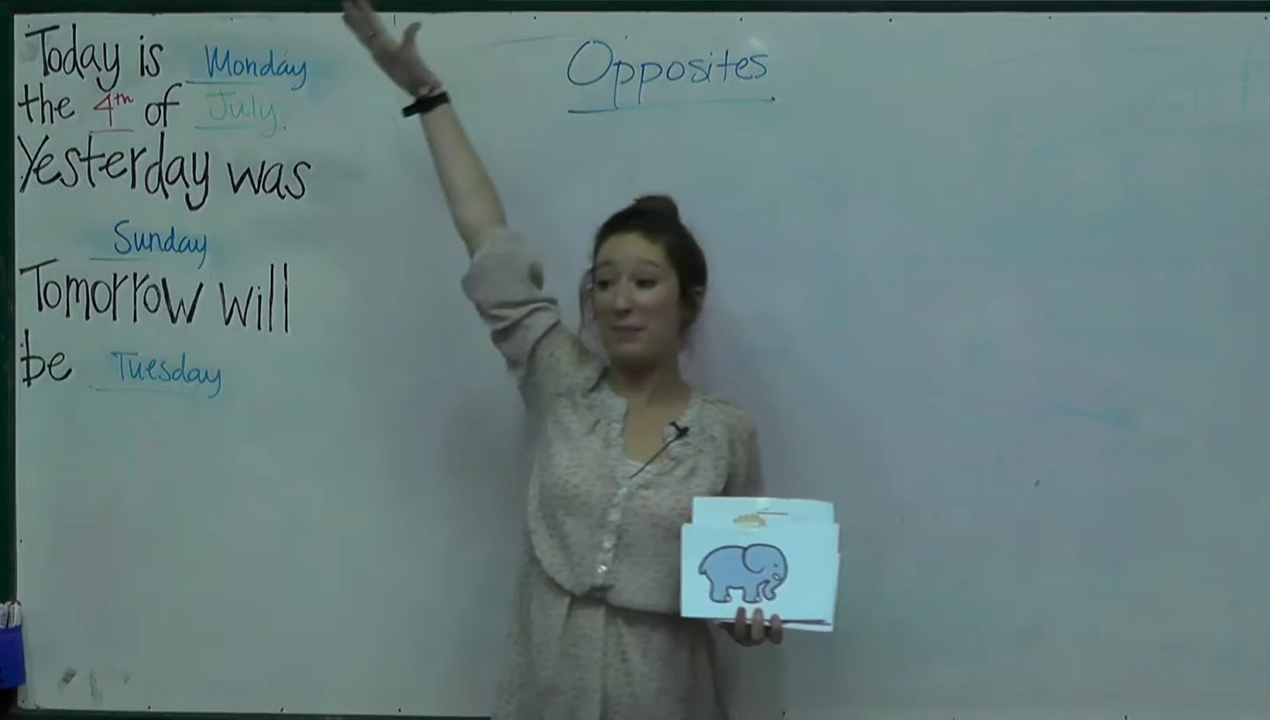 Today is Monday
the 4th of July.
Yesterday was
Sunday
Tomorrow will
be Tuesday
Opposites